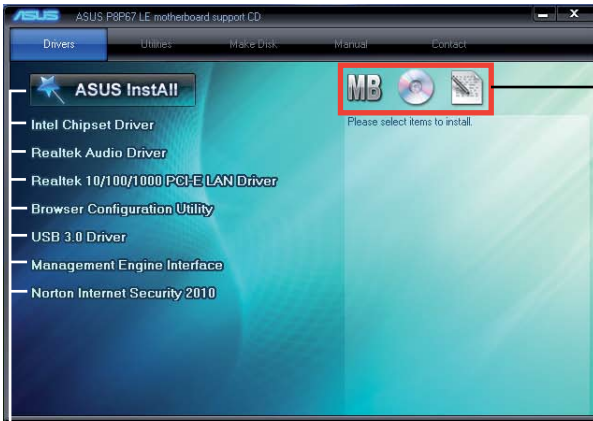 ASUS ASUS P8P67 LE motherboard support CD
Drivers Utilities Make Disk Manual Contact
ASUS InstAll
MB
Please select items to install.
Intel Chipset Driver
Realtek Audio Driver
Realtek 10/100/1000 PCI-E LAN Driver
Browser Configuration Utility
USB 3.0 Driver
Management Engine Interface
Norton Internet Security 2010